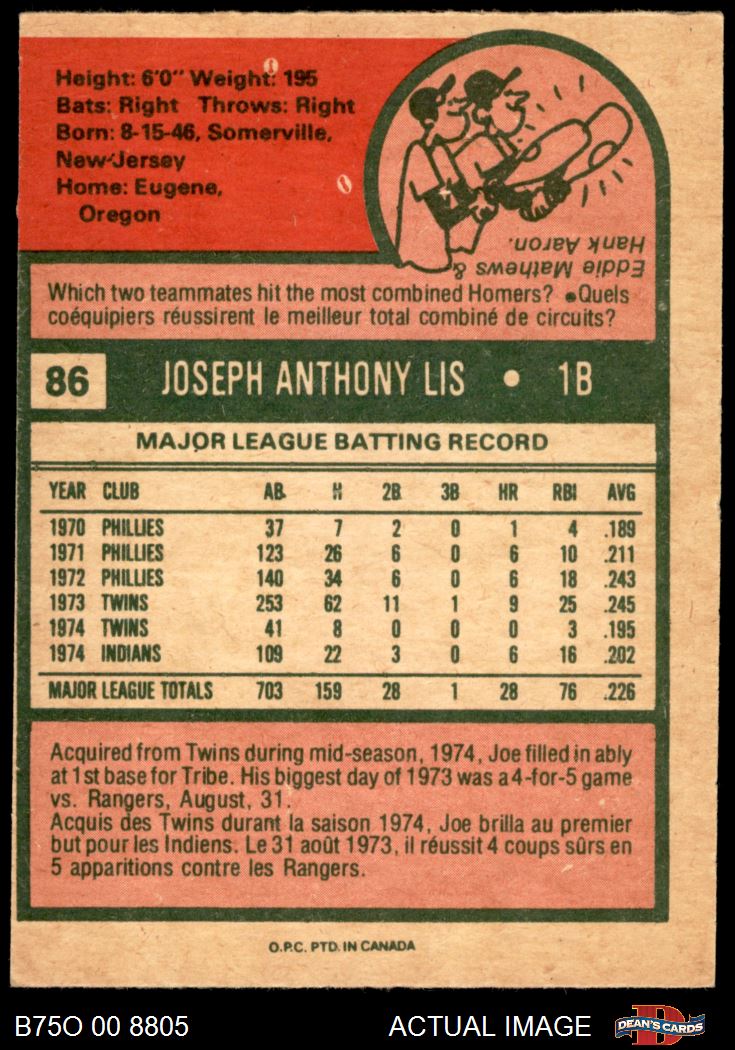 Height: 6'0" Weight: 195
Bats: Right Throws: Right
Born: 8-15-46, Somerville,
New Jersey
Home: Eugene,
Oregon
Eddie Mathews &
Hank Aaron.
Which two teammates hit the most combined Homers? • Quels
coéquipiers réussirent le meilleur total combiné de circuits?
86 JOSEPH ANTHONY LIS • 1B
MAJOR LEAGUE BATTING RECORD
YEAR CLUB AB. H 2B 3B HR RBI AVG
1970 PHILLIES 37 7 2 0 1 4 .189
1971 PHILLIES 123 26 6 0 6 10 .211
1972 PHILLIES 140 34 6 0 6 18 .243
1973 TWINS 253 62 11 1 9 25 .245
1974 TWINS 41 8 0 0 0 3 .195
1974 INDIANS 109 22 3 0 6 16 .202
MAJOR LEAGUE TOTALS 703 159 28 1 28 76 .226
Acquired from Twins during mid-season, 1974, Joe filled in ably
at 1st base for Tribe. His biggest day of 1973 was a 4-for-5 game
vs. Rangers, August, 31.
Acquis des Twins durant la saison 1974, Joe brilla au premier
but pour les Indiens. Le 31 août 1973, il réussit 4 coups sûrs en
5 apparitions contre les Rangers.
O.P.C. PTD. IN CANADA
B75O 00 8805 ACTUAL IMAGE DEAN'S CARDS